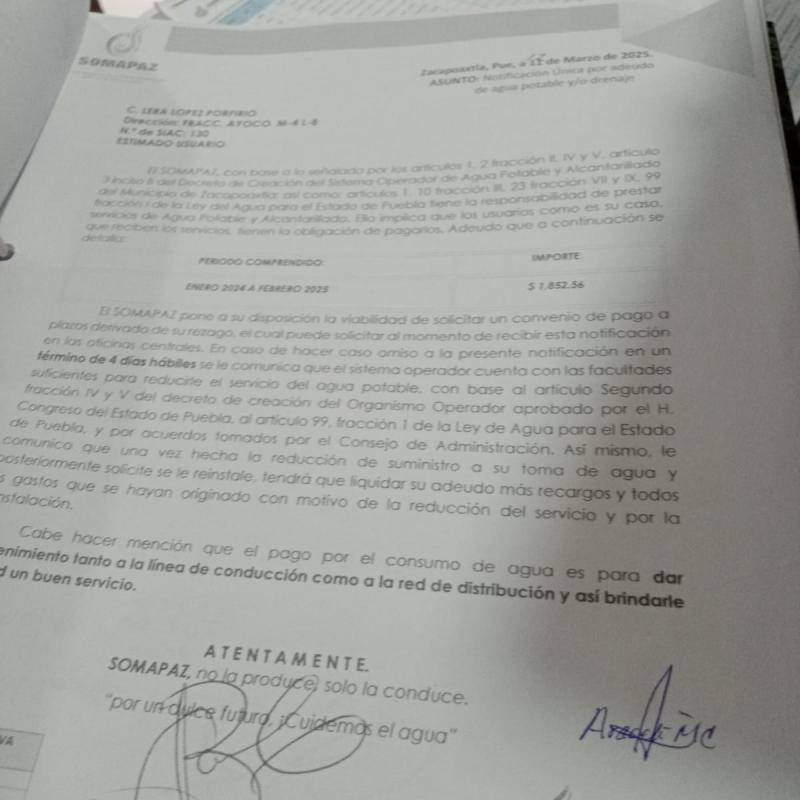 SOMAPAZ
Zacapoaxtla, Pue, a de Marzo de 2025.
ASUNTO: Notificación Única por adeudo
de agua potable y/o drenaje
C. LERA LOPEZ PORFIRIO
Dirección: FRACC. AYOCO M-4 L-8
N.° de SIAC: 130
ESTIMADO USUARIO
El SOMAPAZ, con base a lo señalado por los artículos 1, 2 fracción II, IV y V, artículo
3 inciso B del Decreto de Creación del Sistema Operador de Agua Potable y Alcantarillado
del Municipio de Zacapoaxtla; así como; artículos 1, 10 fracción III, 23 fracción VII y IX, 99
fracción I de la Ley del Agua para el Estado de Puebla tiene la responsabilidad de prestar
servicios de Agua Potable y Alcantarillado. Ello implica que los usuarios como es su caso,
que reciben los servicios, tienen la obligación de pagarlos. Adeudo que a continuación se
detalla:
PERIODO COMPRENDIDO: IMPORTE:
ENERO 2024 A FEBRERO 2025 $ 1,852.56
El SOMAPAZ pone a su disposición la viabilidad de solicitar un convenio de pago a
plazos derivado de su rezago, el cual puede solicitar al momento de recibir esta notificación
en las oficinas centrales. En caso de hacer caso omiso a la presente notificación en un
término de 4 días hábiles se le comunica que el sistema operador cuenta con las facultades
suficientes para reducirle el servicio del agua potable, con base al artículo Segundo
fracción IV y V del decreto de creación del Organismo Operador aprobado por el H.
Congreso del Estado de Puebla, al artículo 99, fracción 1 de la Ley de Agua para el Estado
de Puebla, y por acuerdos tomados por el Consejo de Administración. Así mismo, le
comunico que una vez hecha la reducción de suministro a su toma de agua y
posteriormente solicite se le reinstale, tendrá que liquidar su adeudo más recargos y todos
s gastos que se hayan originado con motivo de la reducción del servicio y por la
nstalación.
Cabe hacer mención que el pago por el consumo de agua es para dar
enimiento tanto a la línea de conducción como a la red de distribución y así brindarle
d un buen servicio.
ATENTAMENTE.
SOMAPAZ, no la produce, solo la conduce.
"por un dulce futuro, ¡Cuidemos el agua"
VA